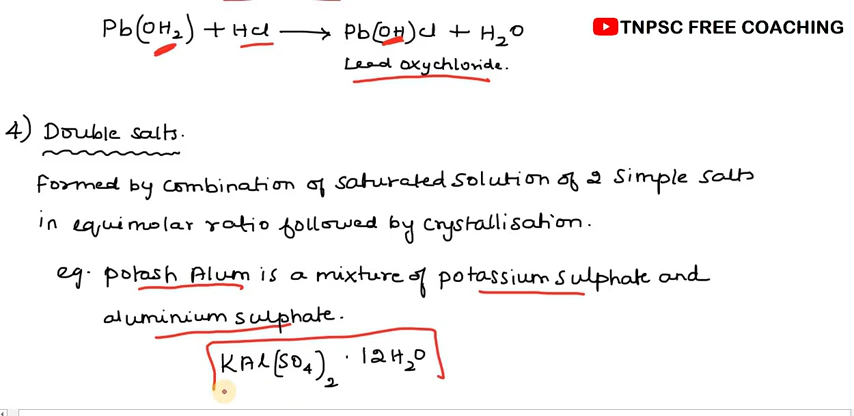 Pb(OH₂) + HCl ⟶ Pb(OH)Cl + H₂O
TNPSC FREE COACHING
Lead oxychloride.
4) Double salts.
Formed by combination of saturated solution of 2 simple salts
in equimolar ratio followed by crystallisation.
eg. potash Alum is a mixture of potassium sulphate and
aluminium sulphate.
KAl(SO₄)₂ · 12H₂O